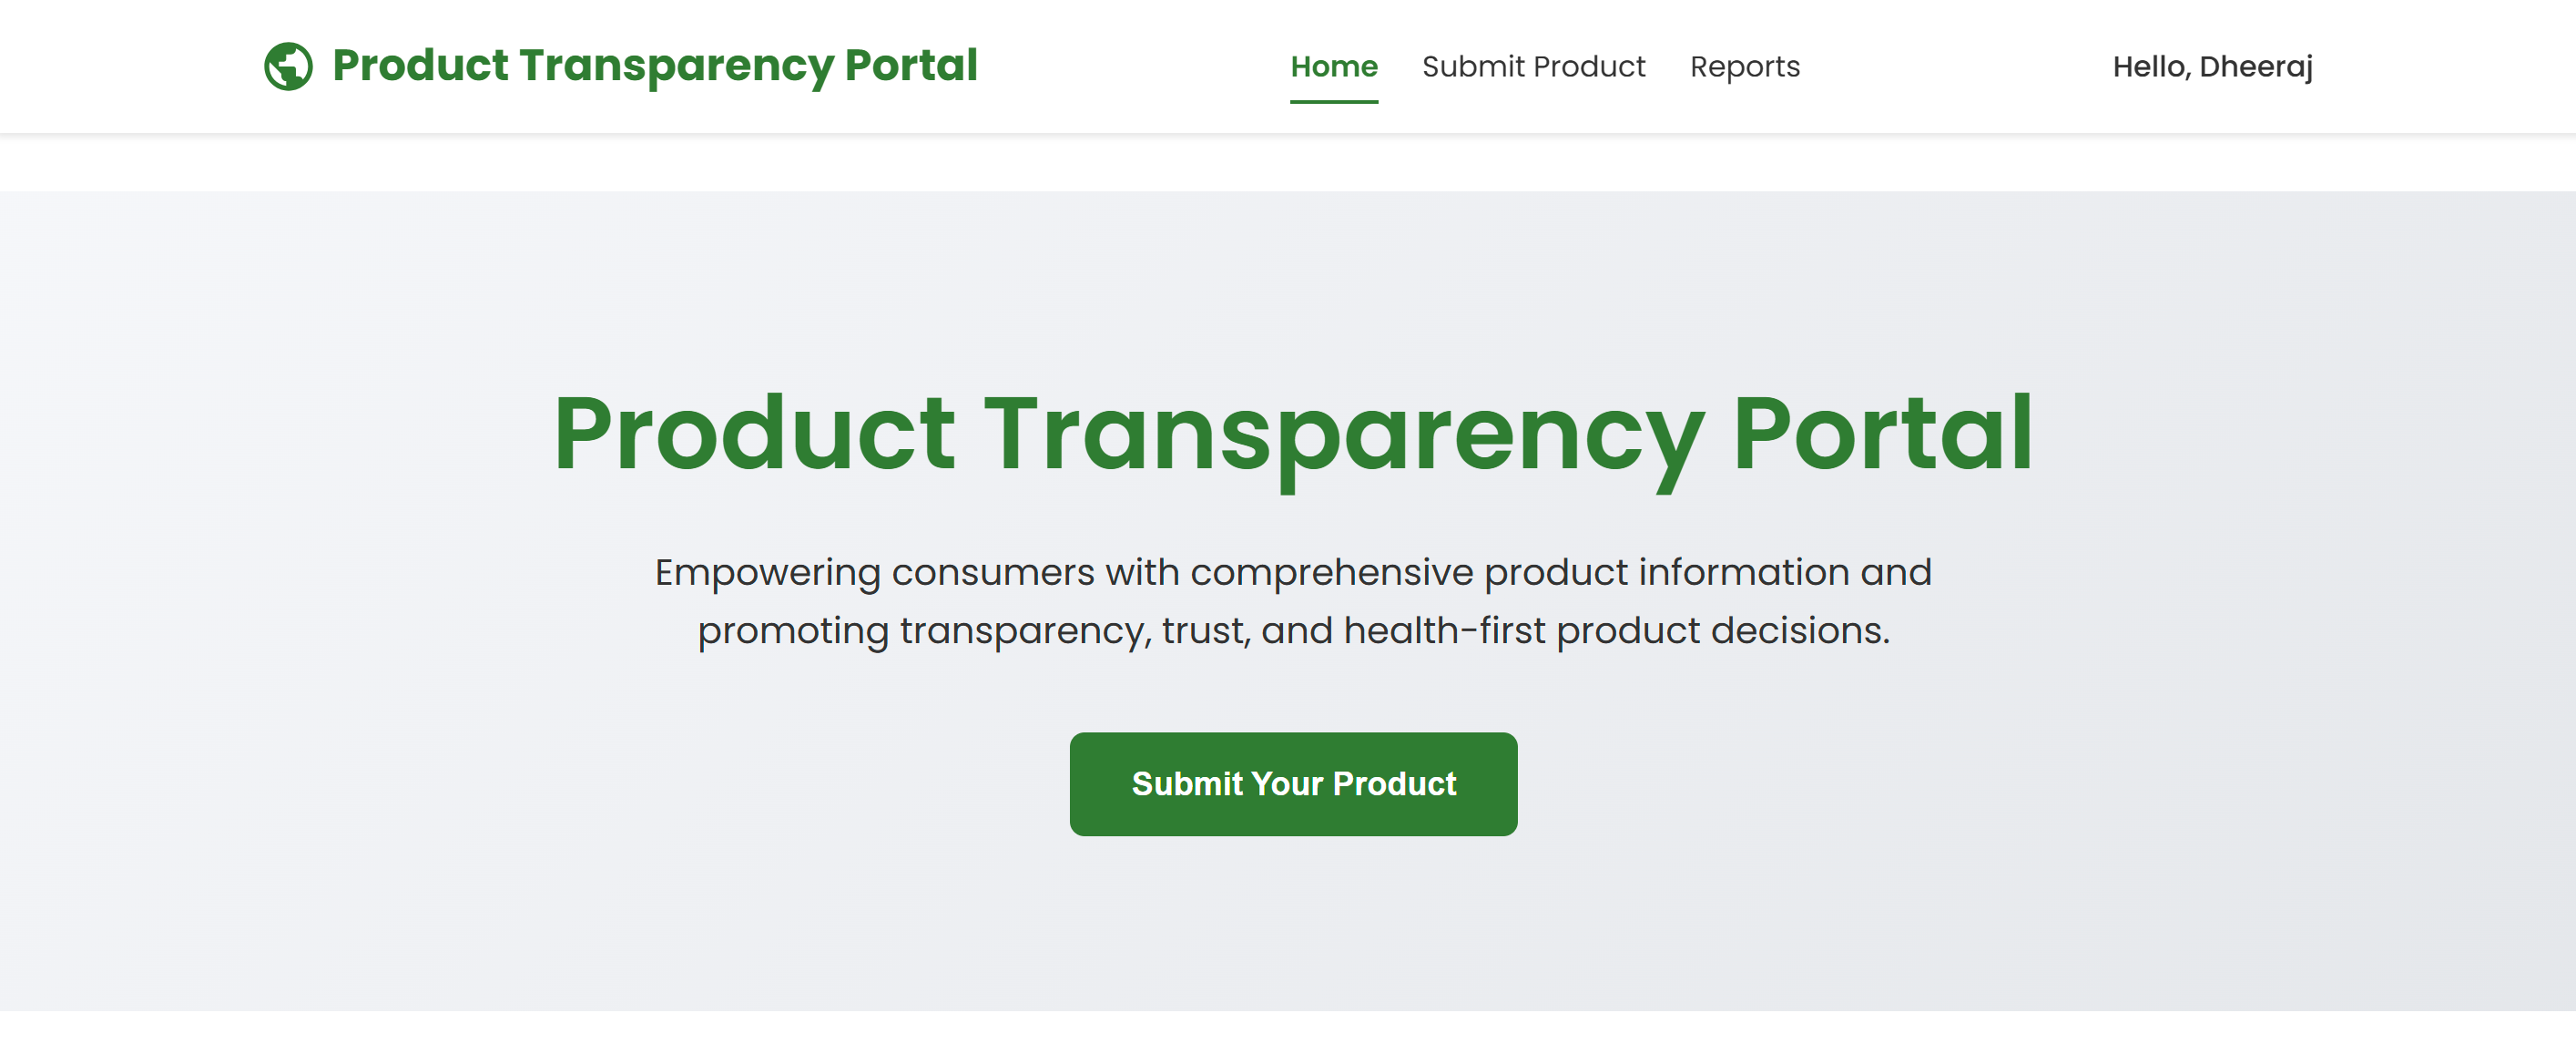 Product Transparency Portal
Home Submit Product Reports
Hello, Dheeraj
Product Transparency Portal
Empowering consumers with comprehensive product information and
promoting transparency, trust, and health-first product decisions.
Submit Your Product